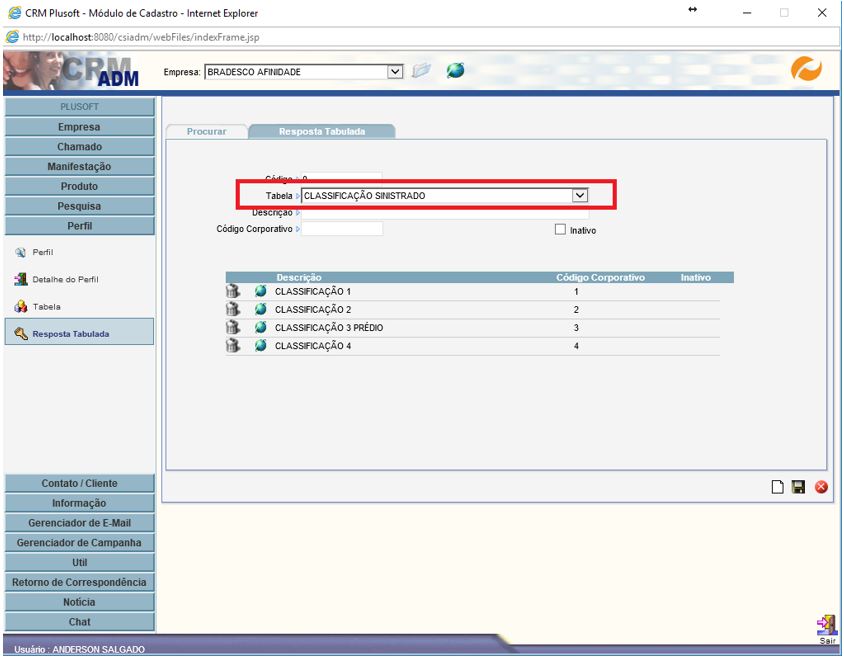 CRM Plusoft - Módulo de Cadastro - Internet Explorer
http://localhost:8080/csiadm/webFiles/indexFrame.jsp
CRM ADM
Empresa: BRADESCO AFINIDADE
PLUSOFT
Empresa
Chamado
Manifestação
Produto
Pesquisa
Perfil
Perfil
Detalhe do Perfil
Tabela
Resposta Tabulada
Contato / Cliente
Informação
Gerenciador de E-Mail
Gerenciador de Campanha
Util
Retorno de Correspondência
Notícia
Chat
Procurar
Resposta Tabulada
Código 0
Tabela CLASSIFICAÇÃO SINISTRADO
Descrição
Código Corporativo
Inativo
Descrição Código Corporativo Inativo
CLASSIFICAÇÃO 1 1
CLASSIFICAÇÃO 2 2
CLASSIFICAÇÃO 3 PRÉDIO 3
CLASSIFICAÇÃO 4 4
Sair
Usuário : ANDERSON SALGADO